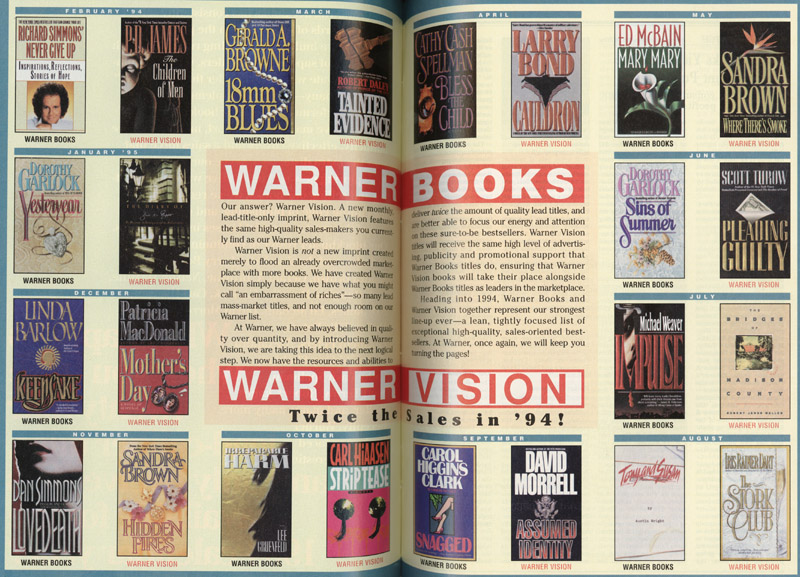 FEBRUARY '94
RICHARD SIMMONS'
NEVER GIVE UP
INSPIRATIONS, REFLECTIONS,
STORIES OF HOPE
WARNER BOOKS
P.D. JAMES
The
Children
of Men
WARNER VISION
MARCH
GERALD A.
BROWNE
18mm
BLUES
WARNER BOOKS
ROBERT DALEY
TAINTED
EVIDENCE
WARNER VISION
APRIL
CATHY CASH
SPELLMAN
BLESS
THE
CHILD
WARNER BOOKS
LARRY
BOND
CAULDRON
WARNER VISION
MAY
ED McBAIN
MARY MARY
WARNER BOOKS
SANDRA
BROWN
WHERE THERE'S SMOKE
WARNER VISION
JANUARY '95
DOROTHY
GARLOCK
Yesteryear
WARNER BOOKS
THE DIARY OF
WARNER VISION
WARNER BOOKS
Our answer? Warner Vision. A new monthly,
lead-title-only imprint, Warner Vision features
the same high-quality sales-makers you current-
ly find as our Warner leads.
Warner Vision is not a new imprint created
merely to flood an already overcrowded market-
place with more books. We have created Warner
Vision simply because we have what you might
call "an embarrassment of riches"—so many lead
mass-market titles, and not enough room on our
Warner list.
At Warner, we have always believed in quali-
ty over quantity, and by introducing Warner
Vision, we are taking this idea to the next logical
step. We now have the resources and abilities to
deliver twice the amount of quality lead titles, and
are better able to focus our energy and attention
on these sure-to-be bestsellers. Warner Vision
titles will receive the same high level of advertis-
ing, publicity and promotional support that
Warner Books titles do, ensuring that Warner
Vision books will take their place alongside
Warner Books titles as leaders in the marketplace.
Heading into 1994, Warner Books and
Warner Vision together represent our strongest
line-up ever—a lean, tightly focused list of
exceptional high-quality, sales-oriented best-
sellers. At Warner, once again, we will keep you
turning the pages!
WARNER VISION
Twice the Sales in '94!
JUNE
DOROTHY
GARLOCK
Sins of
Summer
WARNER BOOKS
SCOTT TUROW
PLEADING
GUILTY
WARNER VISION
DECEMBER
LINDA
BARLOW
KEEPSAKE
WARNER BOOKS
Patricia
MacDonald
Mother's
Day
WARNER VISION
JULY
Michael Weaver
IMPULSE
WARNER BOOKS
THE
BRIDGES
OF
MADISON
COUNTY
ROBERT JAMES WALLER
WARNER VISION
NOVEMBER
DAN SIMMONS
LOVEDEATH
WARNER BOOKS
SANDRA
BROWN
HIDDEN
FIRES
WARNER VISION
OCTOBER
IRREPARABLE
HARM
LEE
GRUENFELD
WARNER BOOKS
CARL HIAASEN
STRIPTEASE
WARNER VISION
SEPTEMBER
CAROL
HIGGINS
CLARK
SNAGGED
WARNER BOOKS
DAVID
MORRELL
ASSUMED
IDENTITY
WARNER VISION
AUGUST
Tony and Susan
by
Austin Wright
WARNER BOOKS
IRIS RAINER DART
The
STORK
CLUB
WARNER VISION